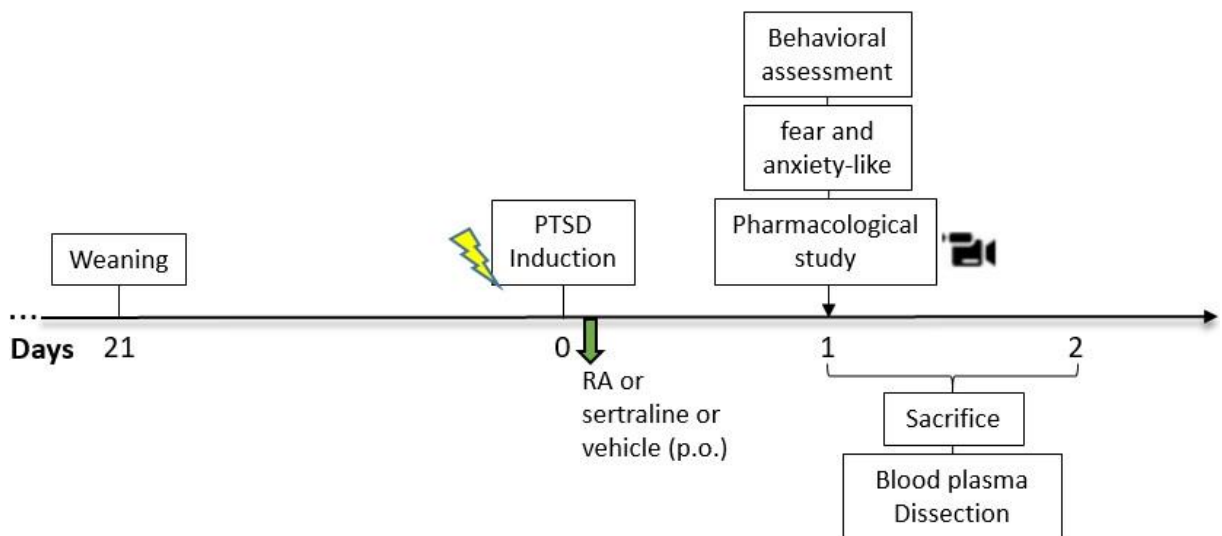 Behavioral
assessment
fear and
anxiety-like
Pharmacological
study
PTSD
Induction
Weaning
...
Days 21 0 1 2
RA or
sertraline or
vehicle (p.o.)
Sacrifice
Blood plasma
Dissection